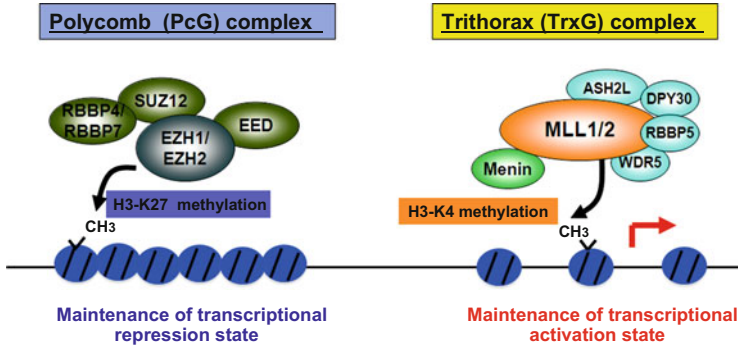 Polycomb (PcG) complex
Trithorax (TrxG) complex
RBBP4/
RBBP7
SUZ12
EZH1/
EZH2
EED
H3-K27 methylation
CH3
Maintenance of transcriptional
repression state
ASH2L
DPY30
MLL1/2
RBBP5
WDR5
Menin
H3-K4 methylation
CH3
Maintenance of transcriptional
activation state